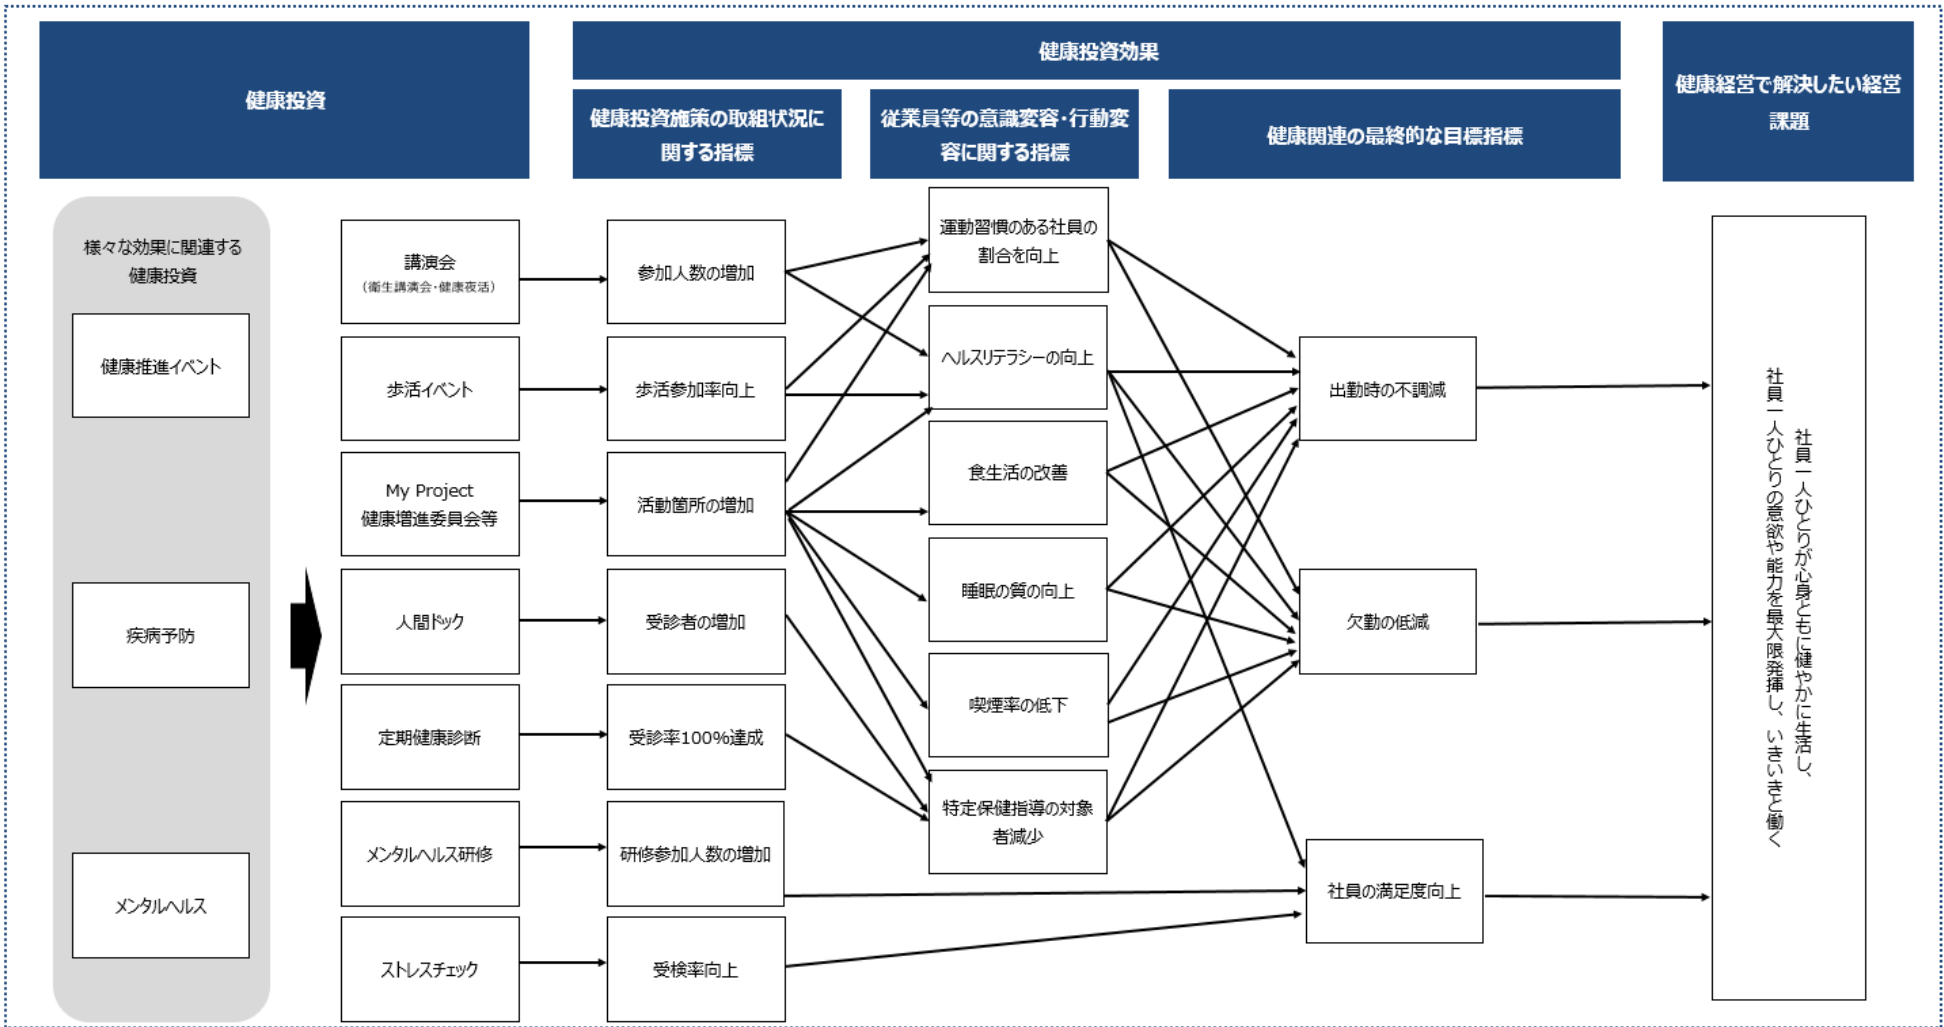 健康投資
健康投資効果
健康経営で解決したい経営
課題
健康投資施策の取組状況に
関する指標
従業員等の意識変容・行動変
容に関する指標
健康関連の最終的な目標指標
様々な効果に関連する
健康投資
健康推進イベント
疾病予防
メンタルヘルス
講演会
（衛生講演会・健康夜活）
歩活イベント
My Project
健康増進委員会等
人間ドック
定期健康診断
メンタルヘルス研修
ストレスチェック
参加人数の増加
歩活参加率向上
活動箇所の増加
受診者の増加
受診率100%達成
研修参加人数の増加
受検率向上
運動習慣のある社員の
割合を向上
ヘルスリテラシーの向上
食生活の改善
睡眠の質の向上
喫煙率の低下
特定保健指導の対象
者減少
出勤時の不調減
欠勤の低減
社員の満足度向上
社員一人ひとりが心身ともに健やかに生活し、
社員一人ひとりの意欲や能力を最大限発揮し、いきいきと働く